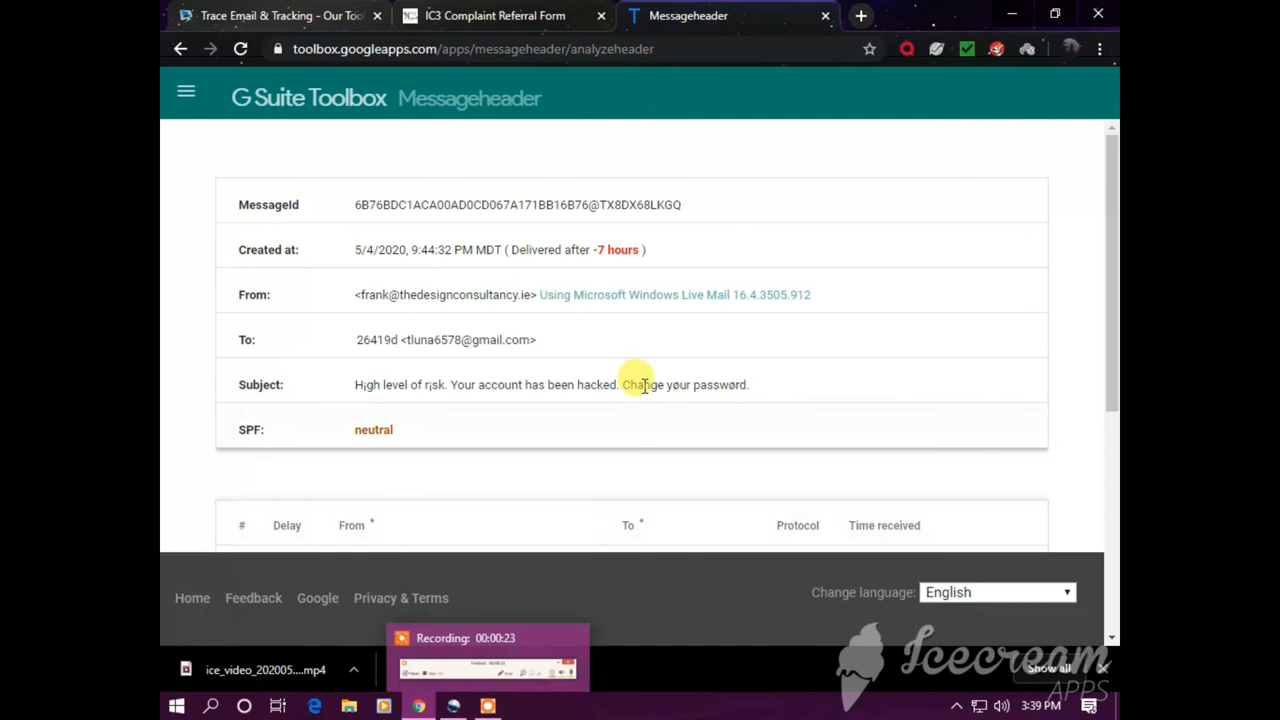 Trace Email & Tracking - Our Too
IC3 Complaint Referral Form
Messageheader
toolbox.googleapps.com/apps/messageheader/analyzeheader
G Suite Toolbox Messageheader
MessageId 6B76BDC1ACA00AD0CD067A171BB16B76@TX8DX68LKGQ
Created at: 5/4/2020, 9:44:32 PM MDT ( Delivered after -7 hours )
From: <frank@thedesignconsultancy.ie> Using Microsoft Windows Live Mail 16.4.3505.912
To: 26419d <tluna6578@gmail.com>
Subject: H¡gh level of r¡sk. Your account has been hacked. Change yøur passwørd.
SPF: neutral
# Delay From * To * Protocol Time received
Home Feedback Google Privacy & Terms
Change language: English
Recording: 00:00:23
ice_video_202005....mp4
Show all
Icecream
APPS
3:39 PM